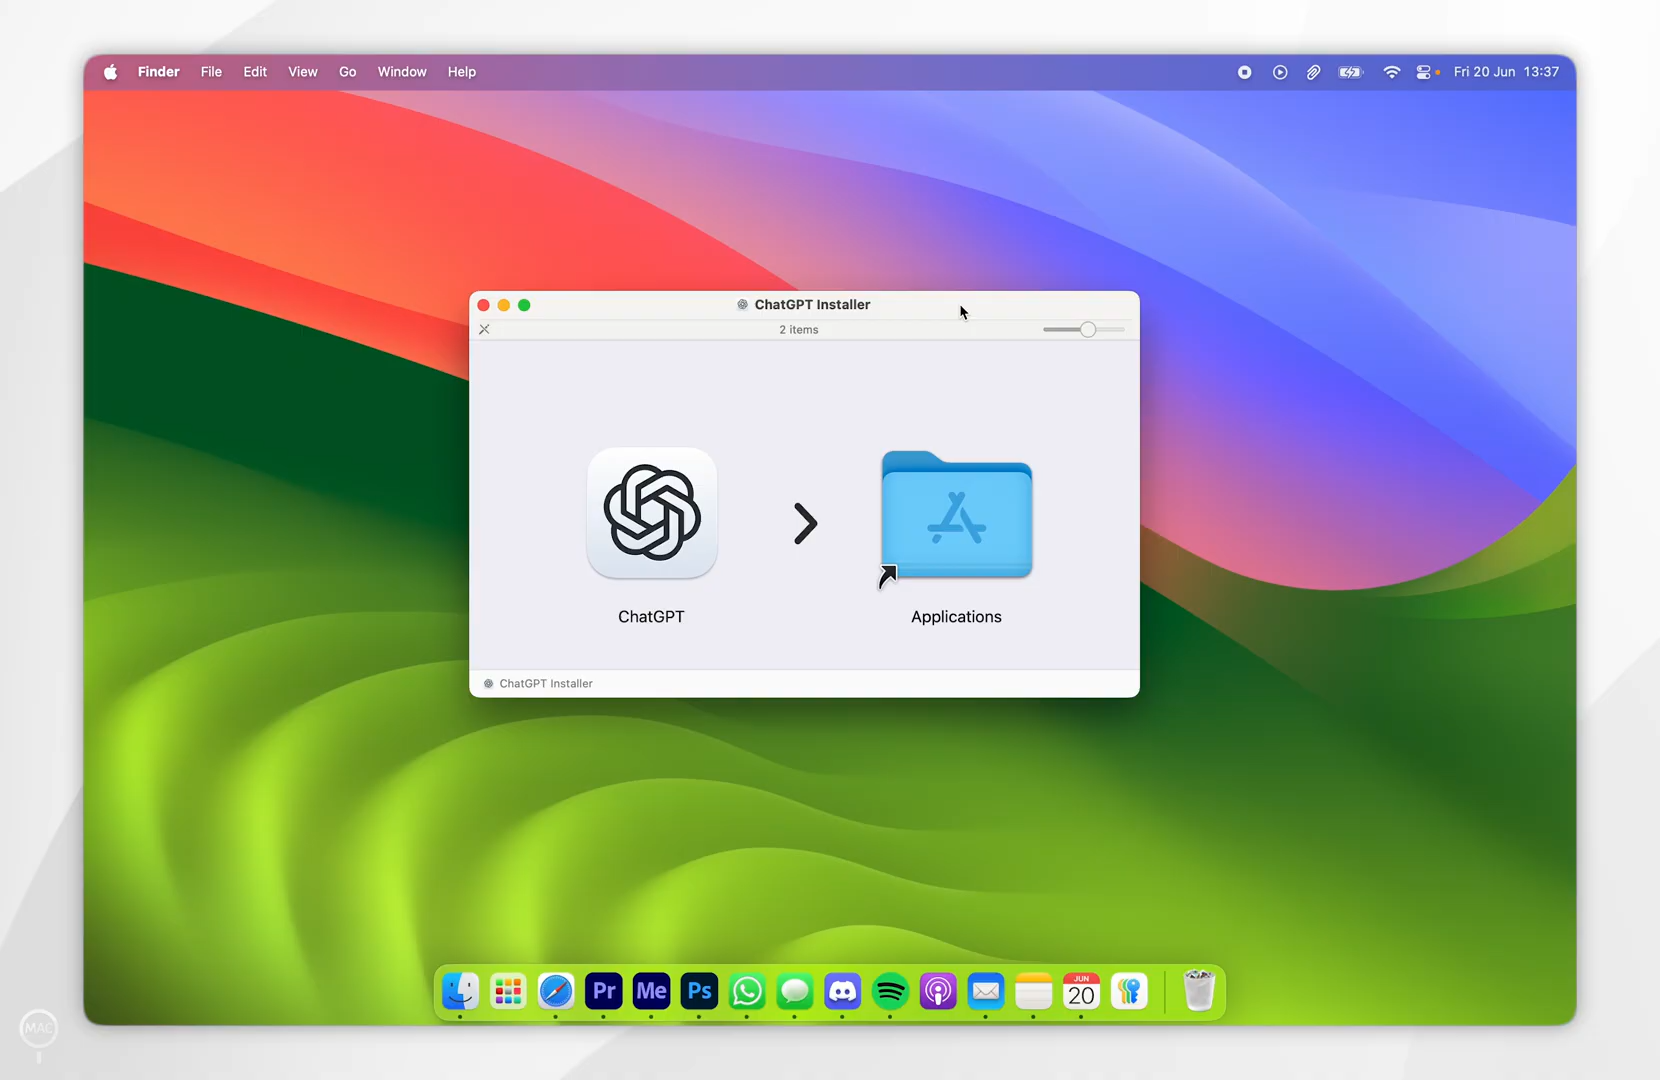 Finder File Edit View Go Window Help Fri 20 Jun 13:37
ChatGPT Installer
2 items
ChatGPT Applications
ChatGPT Installer
Pr Me Ps JUN 20
MAC